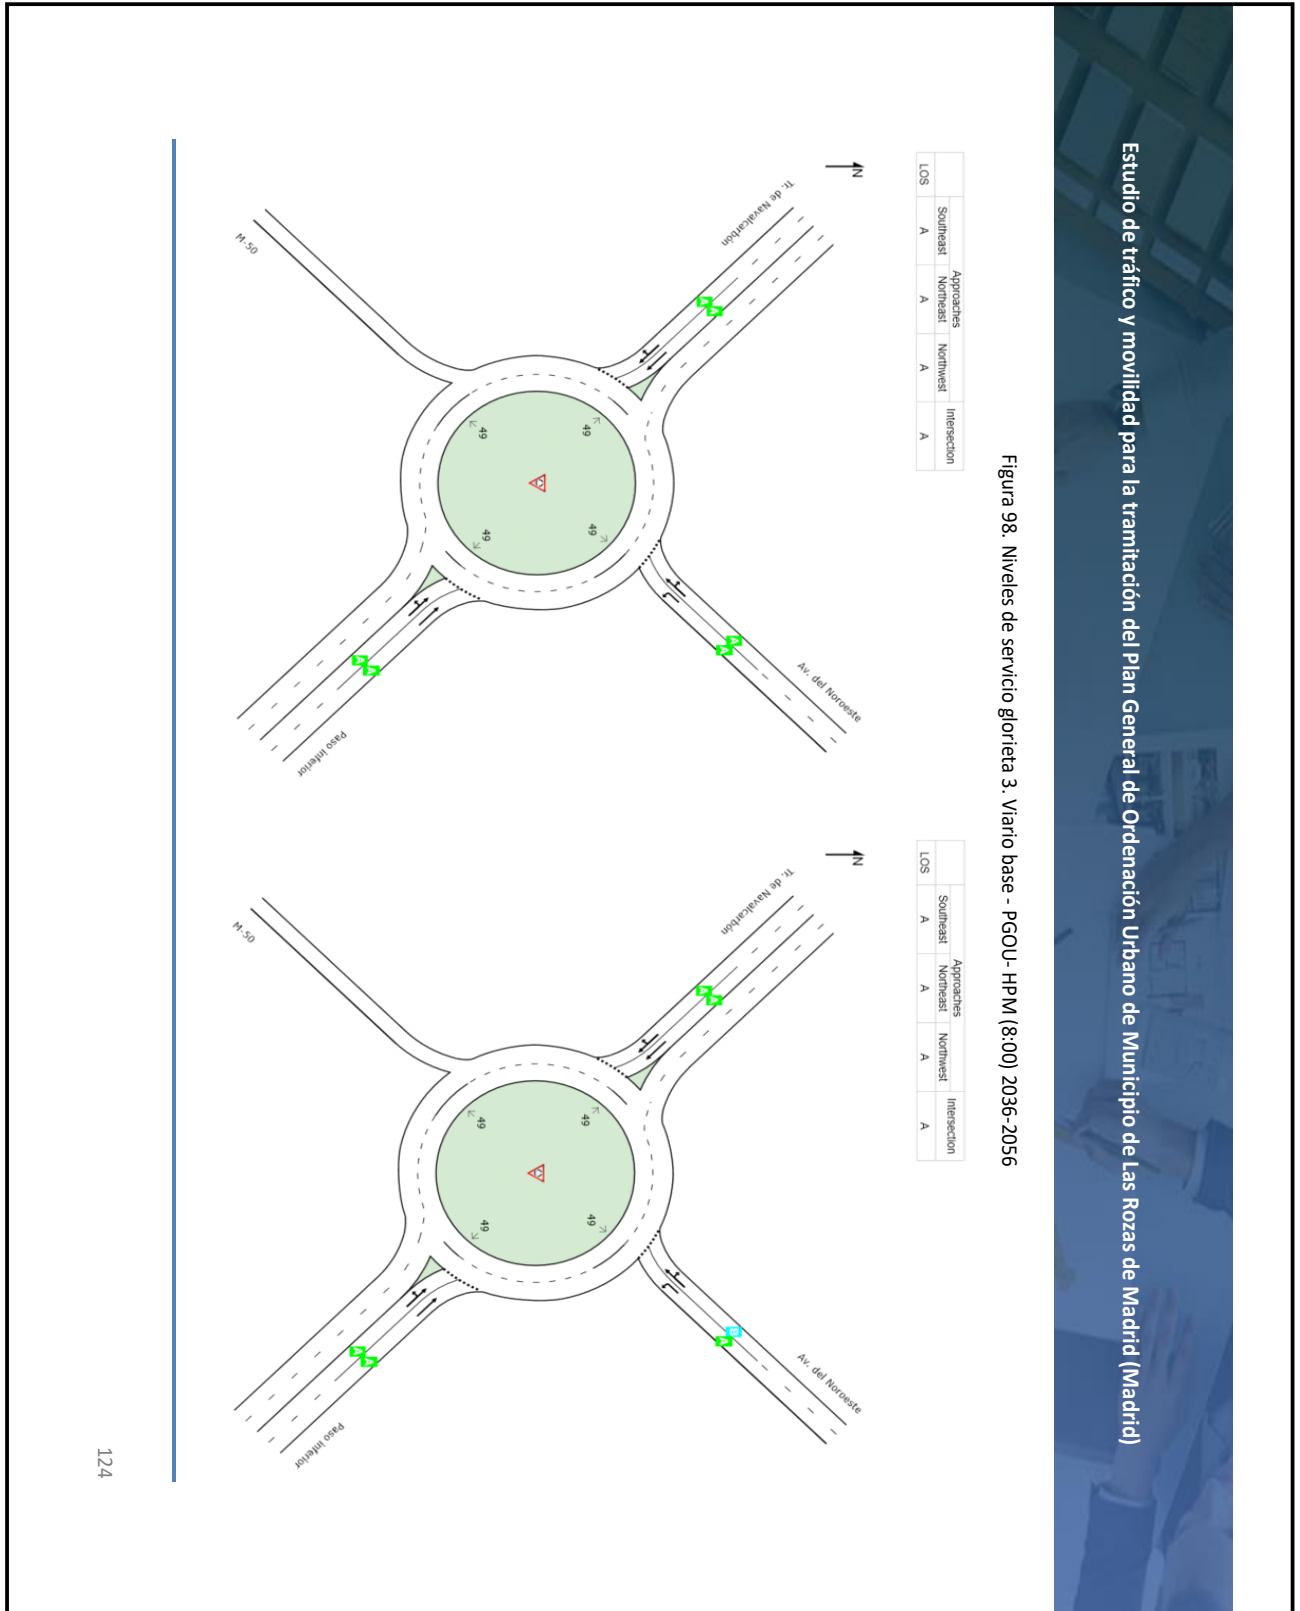 Estudio de tráfico y movilidad para la tramitación del Plan General de Ordenación Urbano de Municipio de Las Rozas de Madrid (Madrid)
Figura 98. Niveles de servicio glorieta 3. Viario base - PGOU- HPM (8:00) 2036-2056
Approaches Intersection
Southeast Northeast Northwest
LOS A A A A
N
Tr. de Navalcarbón
Av. del Noroeste
A A
A A
49 49
49 49
A A
M-50
Paso inferior
Approaches Intersection
Southeast Northeast Northwest
LOS A A A A
N
Tr. de Navalcarbón
Av. del Noroeste
A A
B A
49 49
49 49
A A
M-50
Paso inferior
124